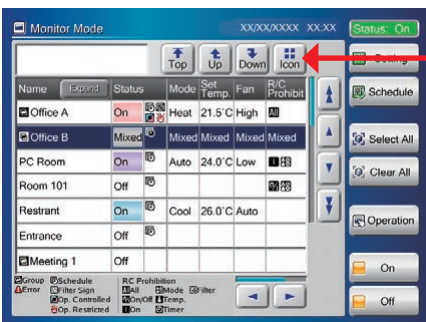 Monitor Mode XX/XX/XXXX XX:XX Status: On
Top Up Down Icon Setting
Name Expand Status Mode Set Temp. Fan R/C Prohibit
Schedule
Office A On Heat 21.5°C High All
Office B Mixed Mixed Mixed Mixed Mixed
Select All
PC Room On Auto 24.0°C Low
Clear All
Room 101 Off
Restrant On Cool 26.0°C Auto
Operation
Entrance Off
Meeting 1 Off
On
Group Schedule R/C Prohibition
Error Filter Sign All Mode Filter
Op. Controlled On/Off Temp.
Op. Restricted On Timer
Off